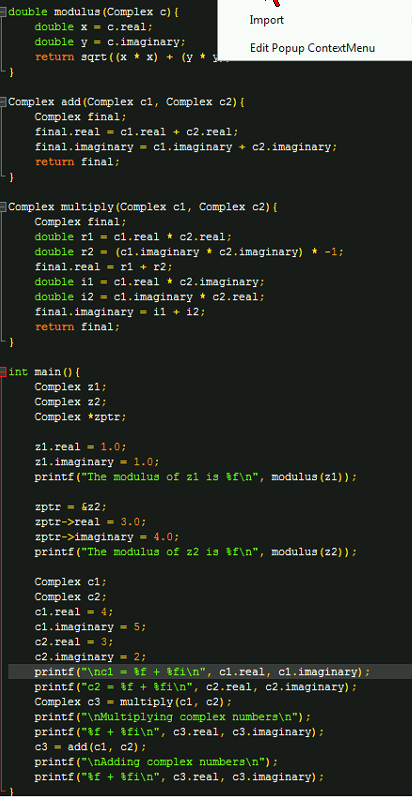 double modulus(Complex c){
Import
double x = c.real;
double y = c.imaginary;
Edit Popup ContextMenu
return sqrt((x * x) + (y * y
}
Complex add(Complex c1, Complex c2){
Complex final;
final.real = c1.real + c2.real;
final.imaginary = c1.imaginary + c2.imaginary;
return final;
}
Complex multiply(Complex c1, Complex c2){
Complex final;
double r1 = c1.real * c2.real;
double r2 = (c1.imaginary * c2.imaginary) * -1;
final.real = r1 + r2;
double i1 = c1.real * c2.imaginary;
double i2 = c1.imaginary * c2.real;
final.imaginary = i1 + i2;
return final;
}
int main(){
Complex z1;
Complex z2;
Complex *zptr;
z1.real = 1.0;
z1.imaginary = 1.0;
printf("The modulus of z1 is %f\n", modulus(z1));
zptr = &z2;
zptr->real = 3.0;
zptr->imaginary = 4.0;
printf("The modulus of z2 is %f\n", modulus(z2));
Complex c1;
Complex c2;
c1.real = 4;
c1.imaginary = 5;
c2.real = 3;
c2.imaginary = 2;
printf("\nc1 = %f + %fi\n", c1.real, c1.imaginary);
printf("c2 = %f + %fi\n", c2.real, c2.imaginary);
Complex c3 = multiply(c1, c2);
printf("\nMultiplying complex numbers\n");
printf("%f + %fi\n", c3.real, c3.imaginary);
c3 = add(c1, c2);
printf("\nAdding complex numbers\n");
printf("%f + %fi\n", c3.real, c3.imaginary);
}